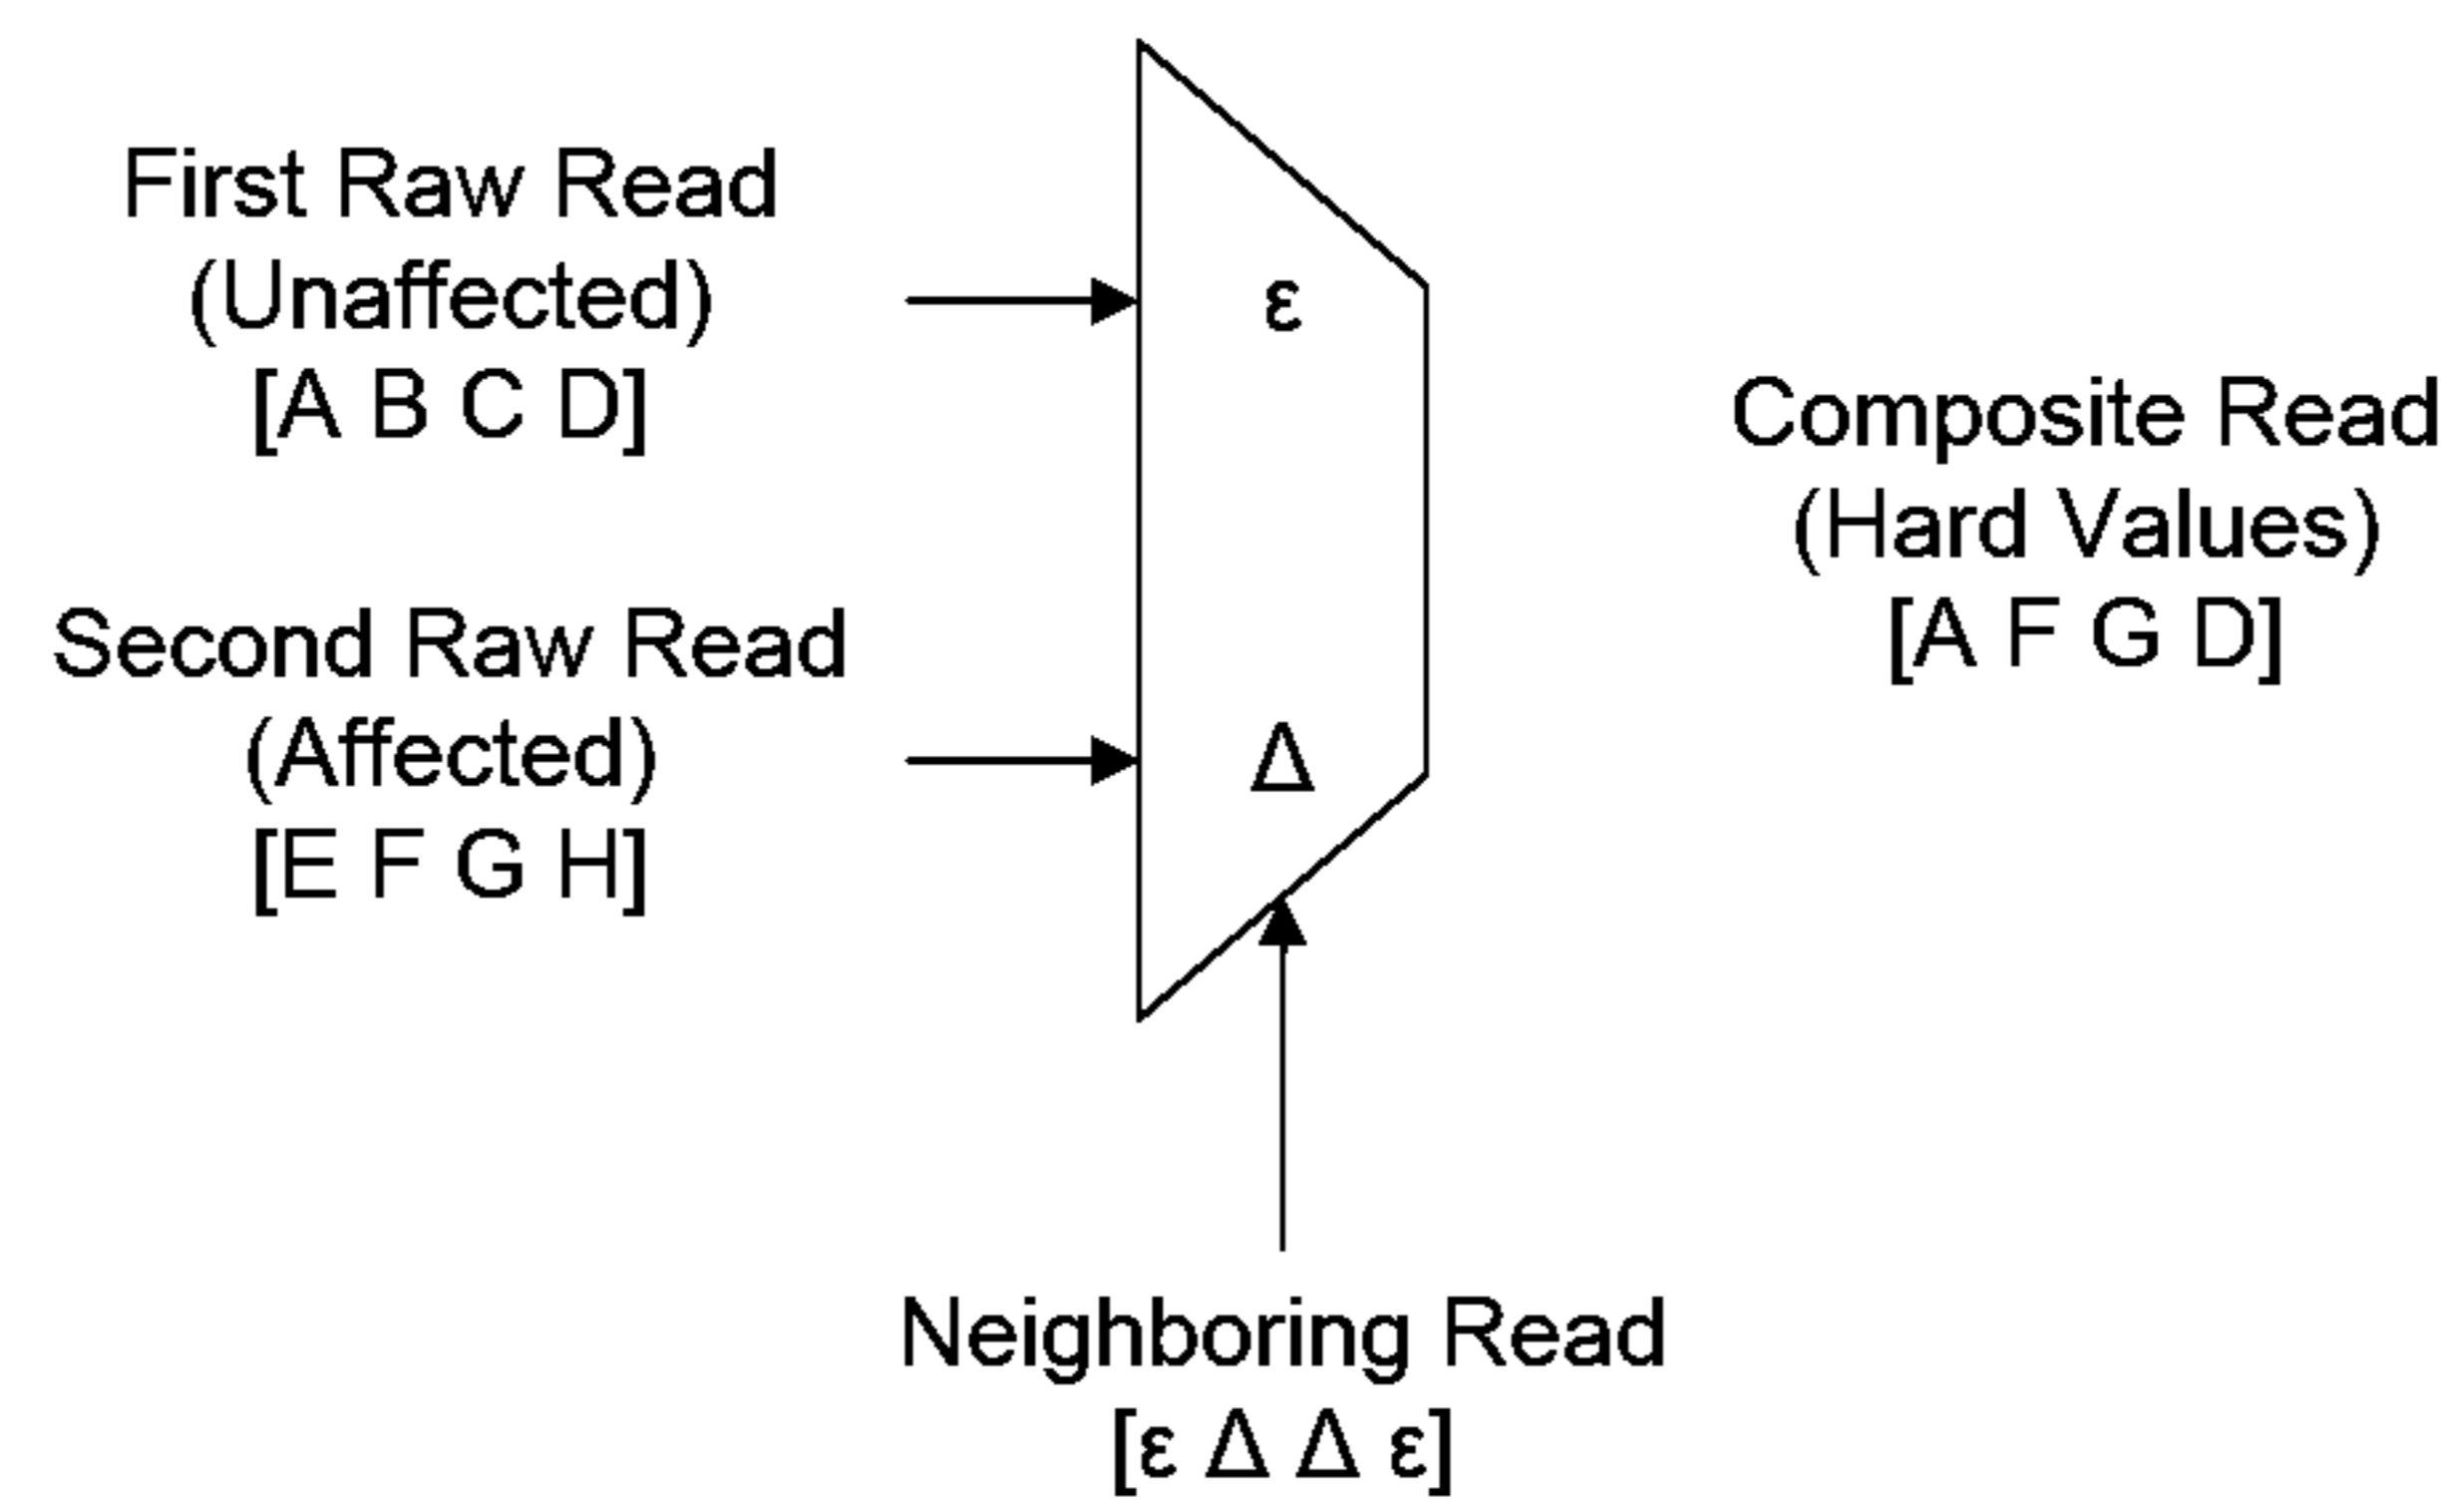 First Raw Read
(Unaffected)
[A B C D]
ε
Composite Read
(Hard Values)
[A F G D]
Second Raw Read
(Affected)
[E F G H]
Δ
Neighboring Read
[ε Δ Δ ε]